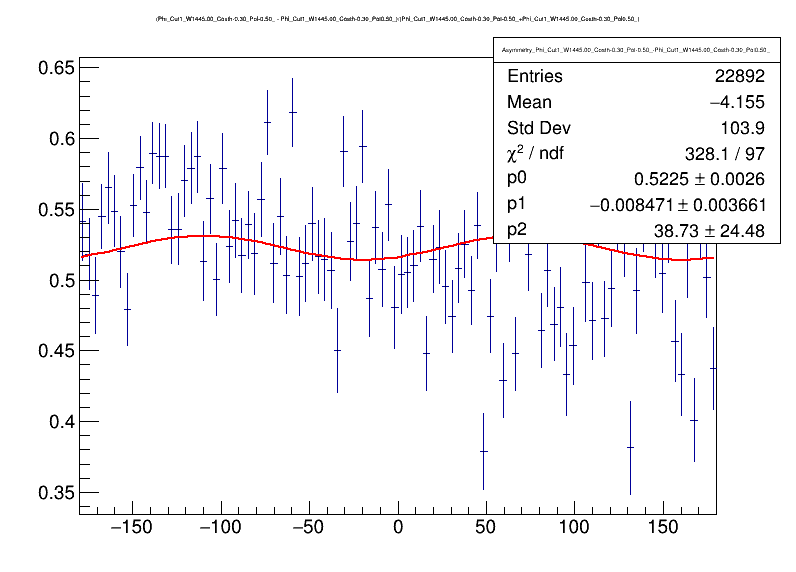 (Phi_Cut1_W1445.00_Costh-0.30_Pol-0.50_ - Phi_Cut1_W1445.00_Costh-0.30_Pol0.50_)/(Phi_Cut1_W1445.00_Costh-0.30_Pol-0.50_+Phi_Cut1_W1445.00_Costh-0.30_Pol0.50_)
Asymmetry_Phi_Cut1_W1445.00_Costh-0.30_Pol-0.50_-Phi_Cut1_W1445.00_Costh-0.30_Pol0.50_
Entries 22892
Mean −4.155
Std Dev 103.9
χ² / ndf 328.1 / 97
p0 0.5225 ± 0.0026
p1 −0.008471 ± 0.003661
p2 38.73 ± 24.48
0.65
0.6
0.55
0.5
0.45
0.4
0.35
−150 −100 −50 0 50 100 150